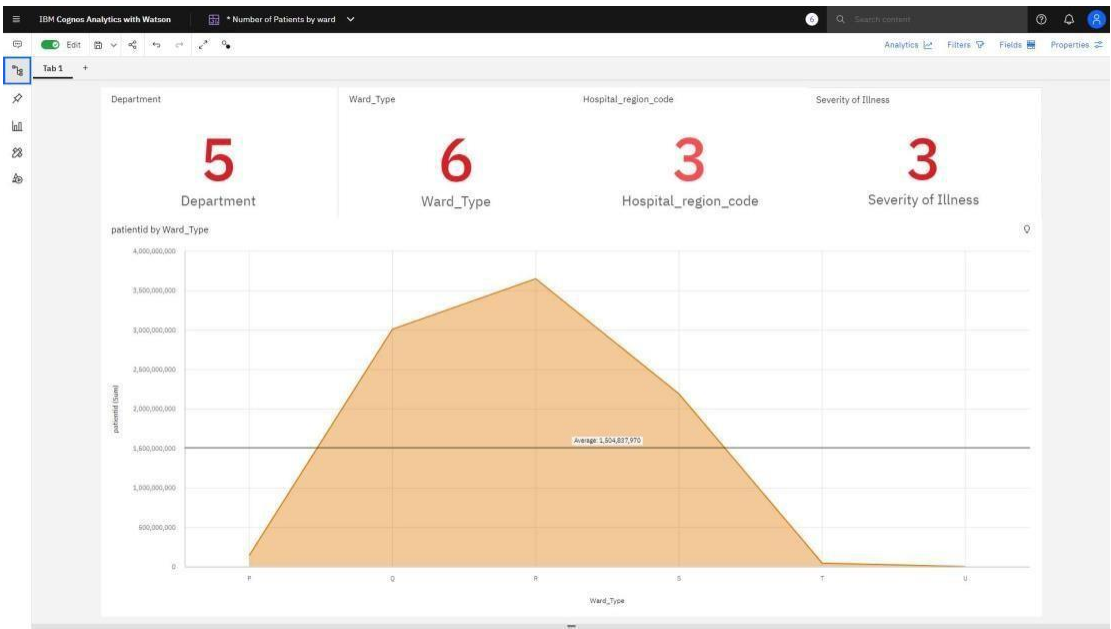 IBM Cognos Analytics with Watson
* Number of Patients by ward
6
Search content
Edit
Analytics
Filters
Fields
Properties
Tab 1 +
Department
Ward_Type
Hospital_region_code
Severity of Illness
5
6
3
3
Department
Ward_Type
Hospital_region_code
Severity of Illness
patientid by Ward_Type
4,000,000,000
3,500,000,000
3,000,000,000
2,500,000,000
2,000,000,000
1,500,000,000
1,000,000,000
500,000,000
0
patientid (Sum)
Average: 1,504,837,970
P
Q
R
S
T
U
Ward_Type